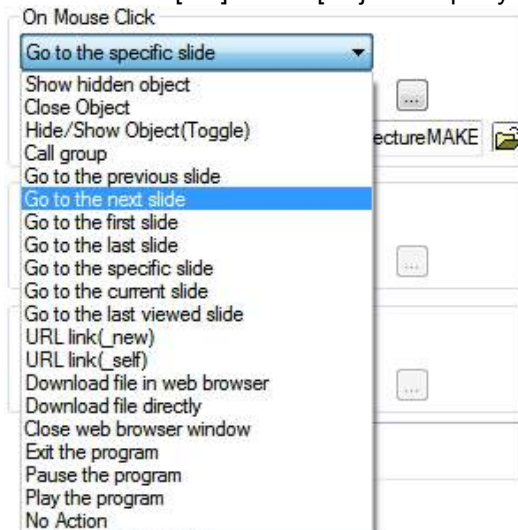 On Mouse Click
Go to the specific slide
Show hidden object
Close Object
Hide/Show Object(Toggle)
ectureMAKE
Call group
Go to the previous slide
Go to the next slide
Go to the first slide
Go to the last slide
Go to the specific slide
Go to the current slide
Go to the last viewed slide
URL link(_new)
URL link(_self)
Download file in web browser
Download file directly
Close web browser window
Exit the program
Pause the program
Play the program
No Action